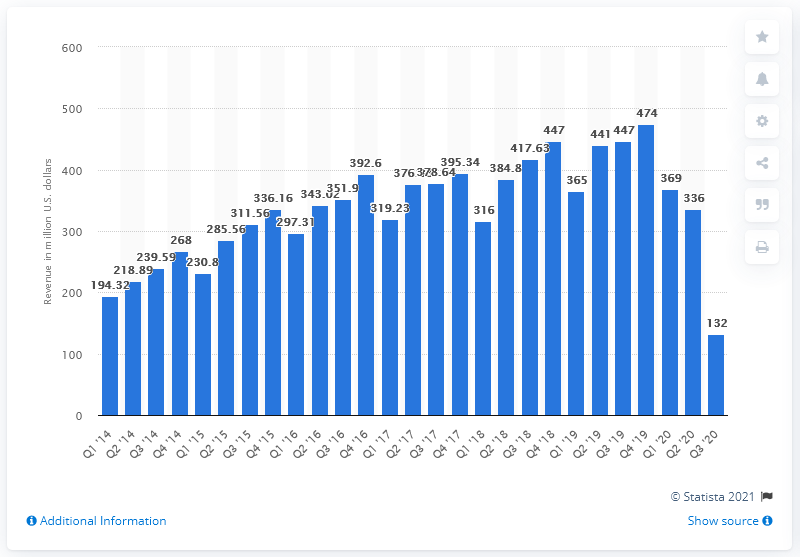 600
500
400
300
200
100
0
Revenue in million U.S. dollars
194.32
218.89
239.59
268
230.8
285.56
311.56
336.16
297.31
343.02
351.9
392.6
319.23
378.64
395.34
316
384.8
417.63
447
365
441
447
474
369
336
132
Q1 '14
Q2 '14
Q3 '14
Q4 '14
Q1 '15
Q2 '15
Q3 '15
Q4 '15
Q1 '16
Q2 '16
Q3 '16
Q4 '16
Q1 '17
Q2 '17
Q3 '17
Q4 '17
Q1 '18
Q2 '18
Q3 '18
Q4 '18
Q1 '19
Q2 '19
Q3 '19
Q4 '19
Q1 '20
Q2 '20
Q3 '20
© Statista 2021
Additional Information
Show source